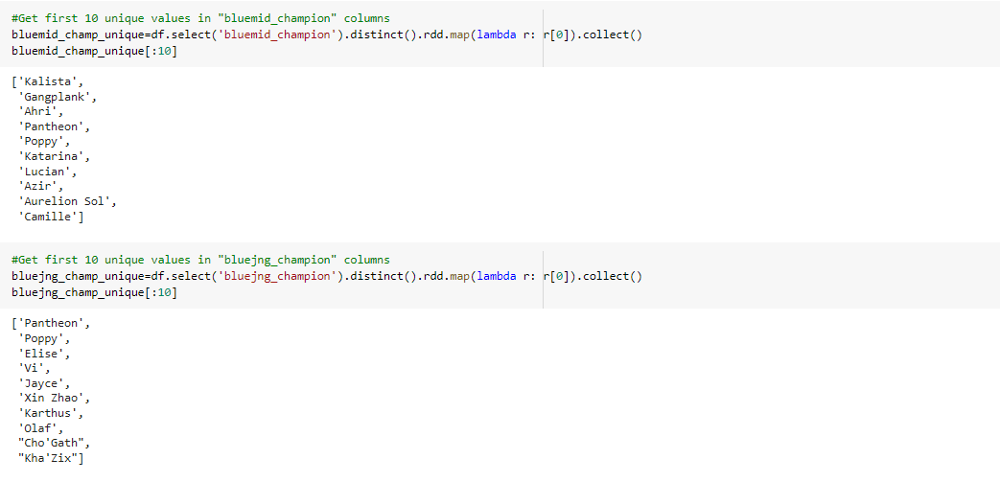 #Get first 10 unique values in "bluemid_champion" columns
bluemid_champ_unique=df.select('bluemid_champion').distinct().rdd.map(lambda r: r[0]).collect()
bluemid_champ_unique[:10]
['Kalista',
'Gangplank',
'Ahri',
'Pantheon',
'Poppy',
'Katarina',
'Lucian',
'Azir',
'Aurelion Sol',
'Camille']
#Get first 10 unique values in "bluejng_champion" columns
bluejng_champ_unique=df.select('bluejng_champion').distinct().rdd.map(lambda r: r[0]).collect()
bluejng_champ_unique[:10]
['Pantheon',
'Poppy',
'Elise',
'Vi',
'Jayce',
'Xin Zhao',
'Karthus',
'Olaf',
"Cho'Gath",
"Kha'Zix"]